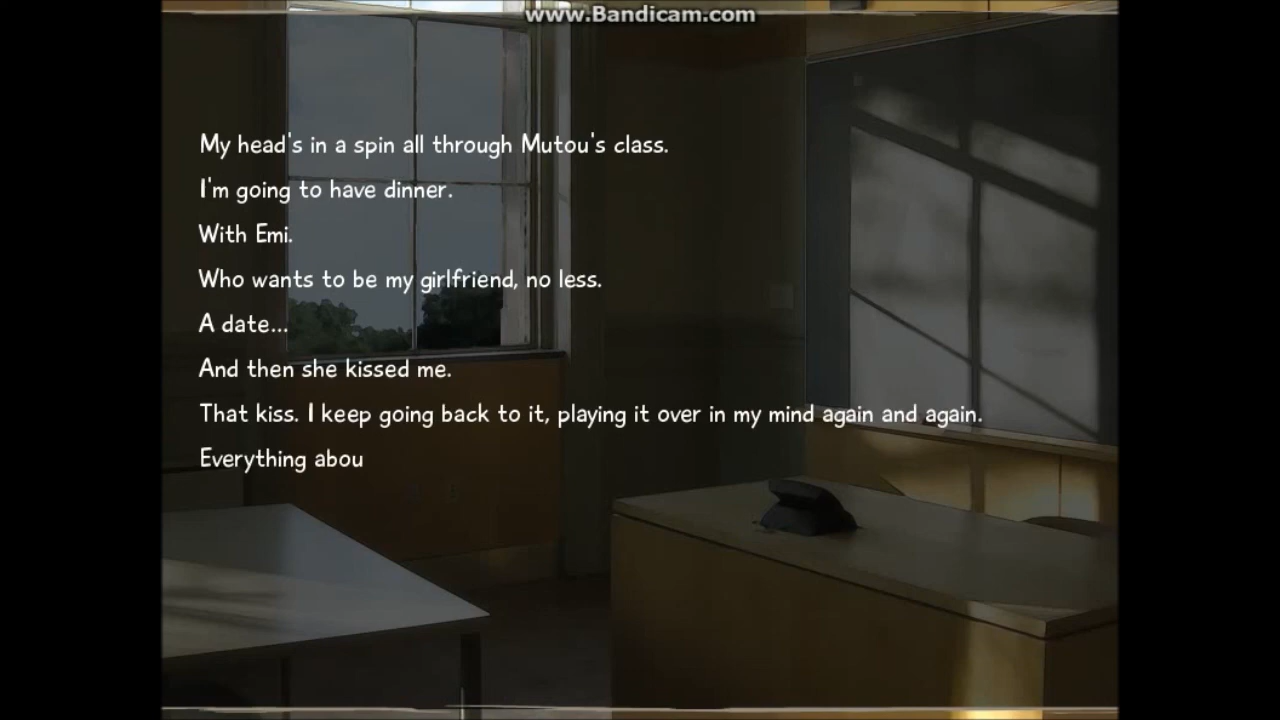 www.Bandicam.com
My head's in a spin all through Mutou's class.
I'm going to have dinner.
With Emi.
Who wants to be my girlfriend, no less.
A date...
And then she kissed me.
That kiss. I keep going back to it, playing it over in my mind again and again.
Everything abou